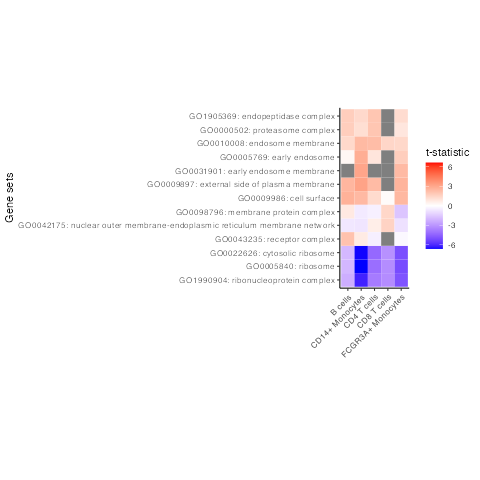 Gene sets
GO1905369: endopeptidase complex
GO0000502: proteasome complex
GO0010008: endosome membrane
GO0005769: early endosome
GO0031901: early endosome membrane
GO0009897: external side of plasma membrane
GO0009986: cell surface
GO0098796: membrane protein complex
GO0042175: nuclear outer membrane-endoplasmic reticulum membrane network
GO0043235: receptor complex
GO0022626: cytosolic ribosome
GO0005840: ribosome
GO1990904: ribonucleoprotein complex
B cells
CD14+ Monocytes
CD4 T cells
CD8 T cells
FCGR3A+ Monocytes
t-statistic
6
3
0
-3
-6